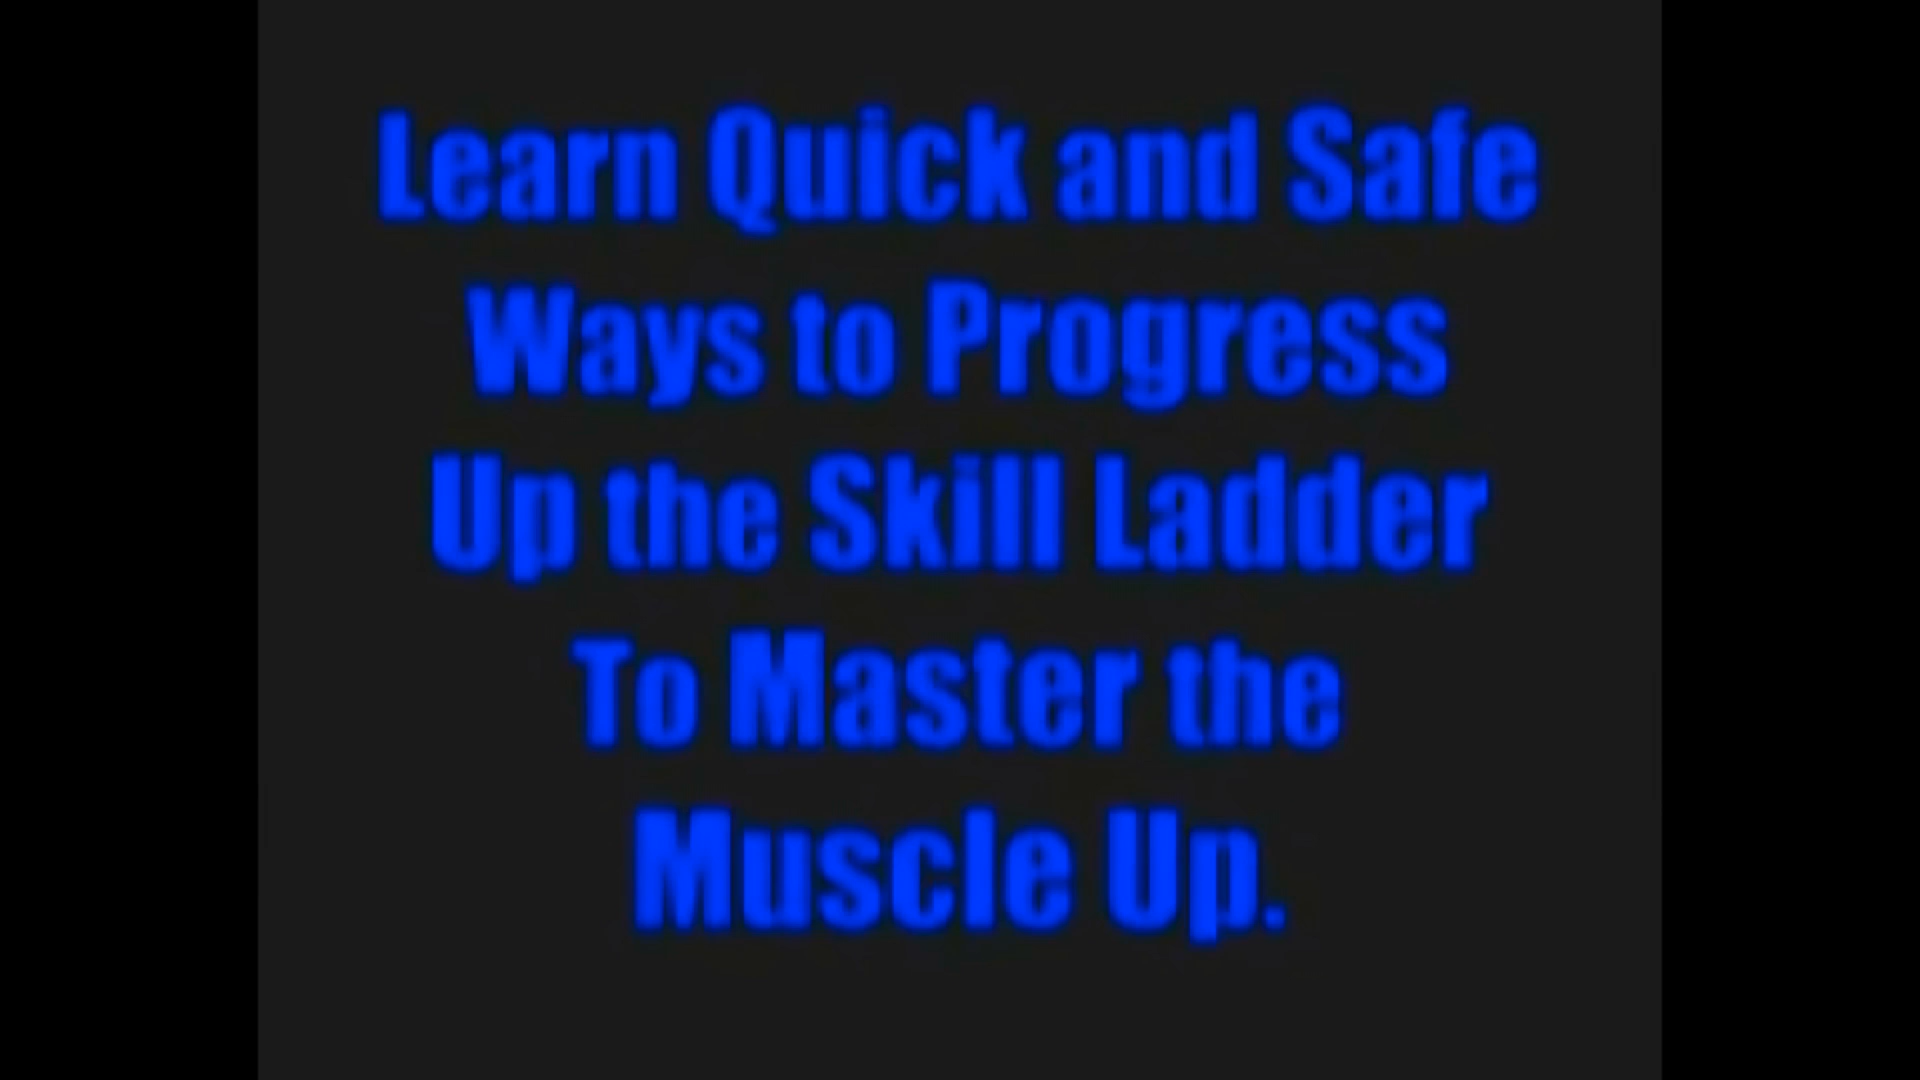 Learn Quick and Safe
Ways to Progress
Up the Skill Ladder
To Master the
Muscle Up.